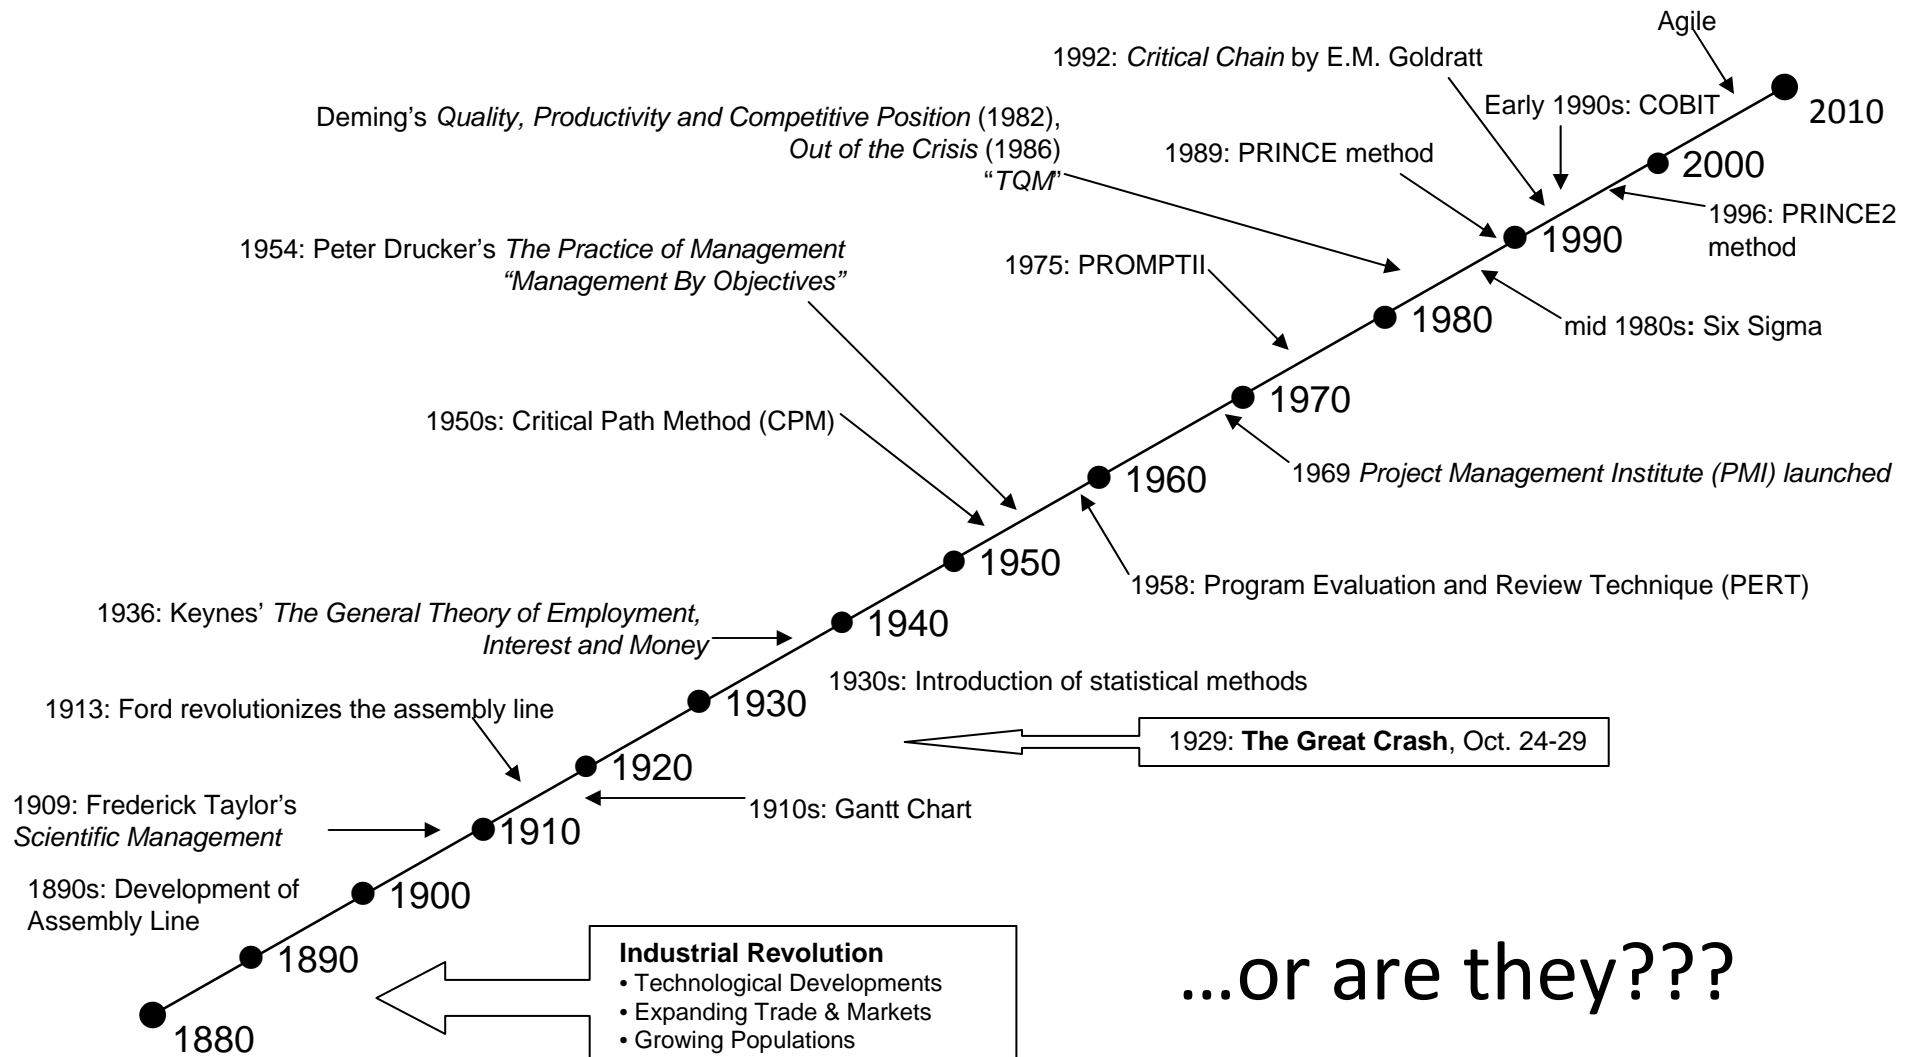 Agile
1992: Critical Chain by E.M. Goldratt
Early 1990s: COBIT
2010
Deming’s Quality, Productivity and Competitive Position (1982),
Out of the Crisis (1986)
“TQM”
1989: PRINCE method
2000
1996: PRINCE2
method
1990
1954: Peter Drucker’s The Practice of Management
“Management By Objectives”
1975: PROMPTII
1980
mid 1980s: Six Sigma
1970
1950s: Critical Path Method (CPM)
1969 Project Management Institute (PMI) launched
1960
1950
1958: Program Evaluation and Review Technique (PERT)
1936: Keynes’ The General Theory of Employment,
Interest and Money
1940
1930s: Introduction of statistical methods
1930
1913: Ford revolutionizes the assembly line
1929: The Great Crash, Oct. 24-29
1920
1909: Frederick Taylor’s
Scientific Management
1910s: Gantt Chart
1910
1890s: Development of
Assembly Line
1900
1890
Industrial Revolution
• Technological Developments
• Expanding Trade & Markets
• Growing Populations
…or are they???
1880